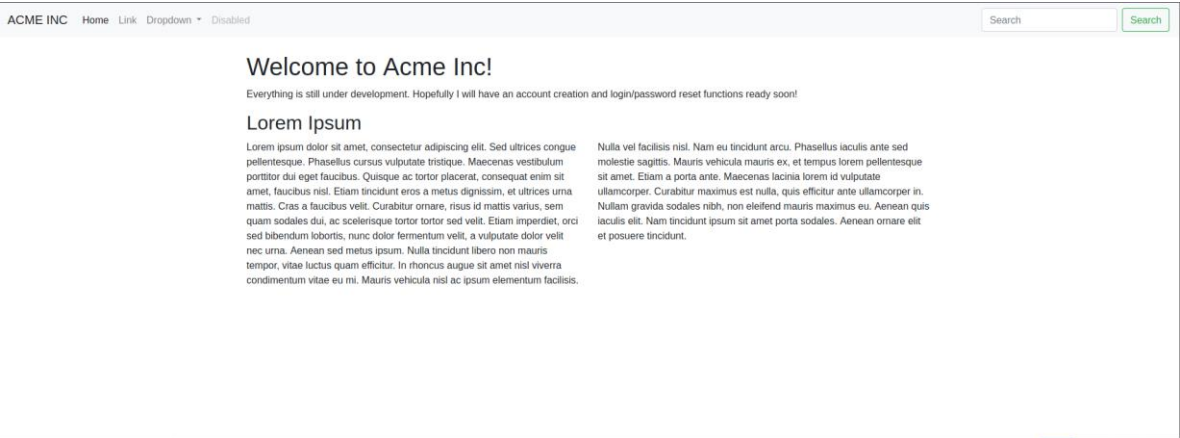 ACME INC Home Link Dropdown Disabled Search Search
Welcome to Acme Inc!
Everything is still under development. Hopefully I will have an account creation and login/password reset functions ready soon!
Lorem Ipsum
Lorem ipsum dolor sit amet, consectetur adipiscing elit. Sed ultrices congue
pellentesque. Phasellus cursus vulputate tristique. Maecenas vestibulum
porttitor dui eget faucibus. Quisque ac tortor placerat, consequat enim sit
amet, faucibus nisl. Etiam tincidunt eros a metus dignissim, et ultrices urna
mattis. Cras a faucibus velit. Curabitur ornare, risus id mattis varius, sem
quam sodales dui, ac scelerisque tortor tortor sed velit. Etiam imperdiet, orci
sed bibendum lobortis, nunc dolor fermentum velit, a vulputate dolor velit
nec urna. Aenean sed metus ipsum. Nulla tincidunt libero non mauris
tempor, vitae luctus quam efficitur. In rhoncus augue sit amet nisl viverra
condimentum vitae eu mi. Mauris vehicula nisl ac ipsum elementum facilisis.
Nulla vel facilisis nisl. Nam eu tincidunt arcu. Phasellus iaculis ante sed
molestie sagittis. Mauris vehicula mauris ex, et tempus lorem pellentesque
sit amet. Etiam a porta ante. Maecenas lacinia lorem id vulputate
ullamcorper. Curabitur maximus est nulla, quis efficitur ante ullamcorper in.
Nullam gravida sodales nibh, non eleifend mauris maximus eu. Aenean quis
iaculis elit. Nam tincidunt ipsum sit amet porta sodales. Aenean ornare elit
et posuere tincidunt.